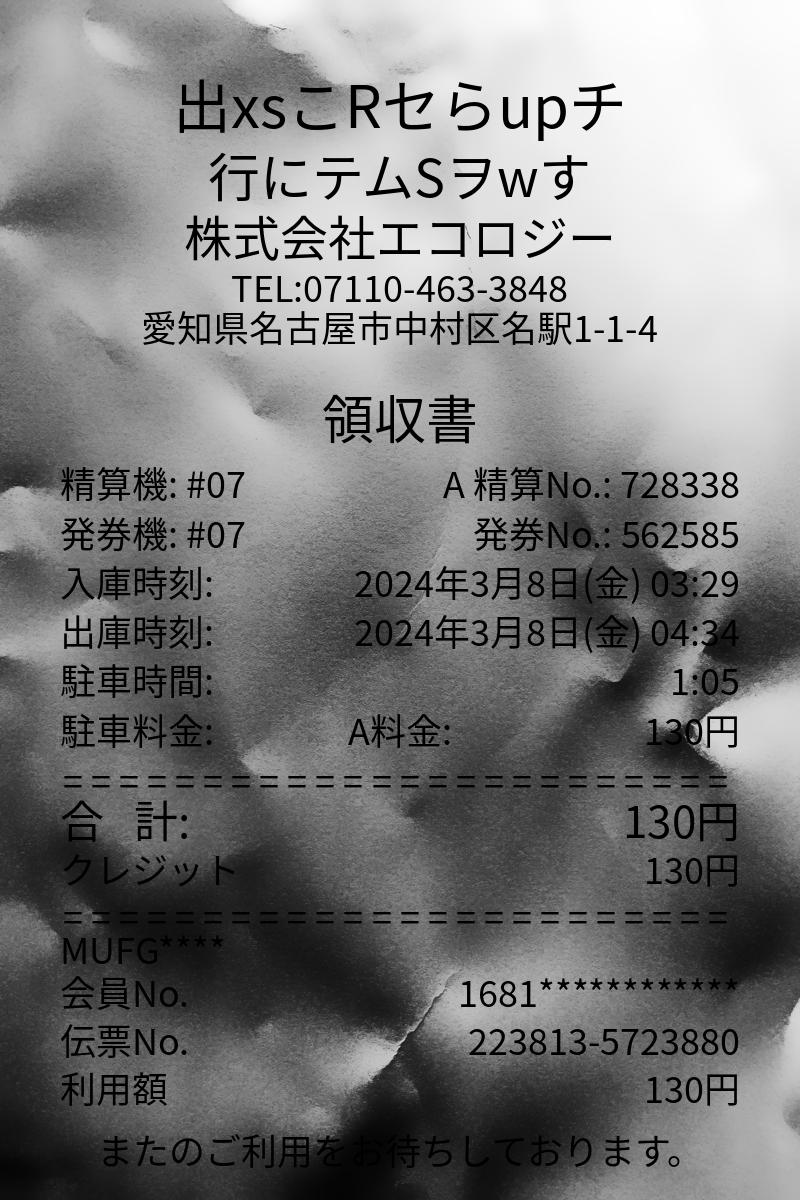 出xsこRセらupチ
行にテムSヲwす
株式会社エコロジー
TEL:07110-463-3848
愛知県名古屋市中村区名駅1-1-4
領収書
精算機: #07 A 精算No.: 728338
発券機: #07 発券No.: 562585
入庫時刻: 2024年3月8日(金) 03:29
出庫時刻: 2024年3月8日(金) 04:34
駐車時間: 1:05
駐車料金: A料金: 130円
========================
合 計: 130円
クレジット 130円
========================
MUFG****
会員No. 1681************
伝票No. 223813-5723880
利用額 130円
またのご利用をお待ちしております。